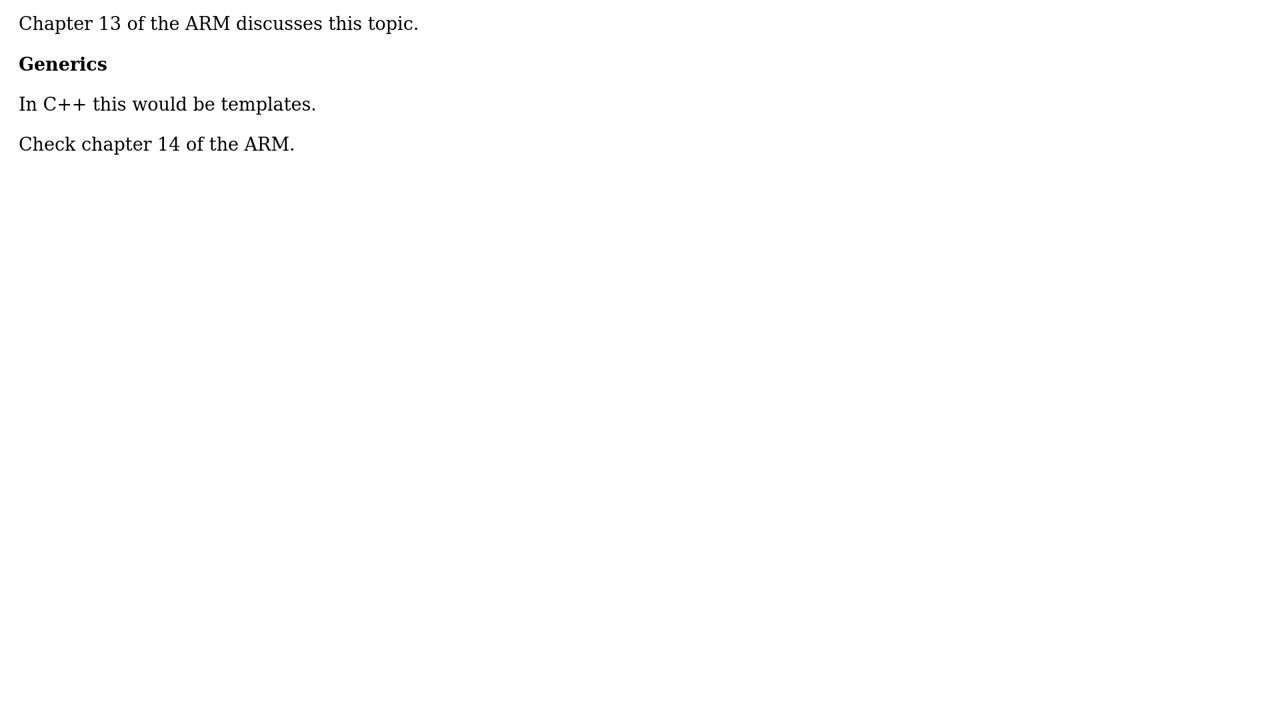 Chapter 13 of the ARM discusses this topic.
Generics
In C++ this would be templates.
Check chapter 14 of the ARM.